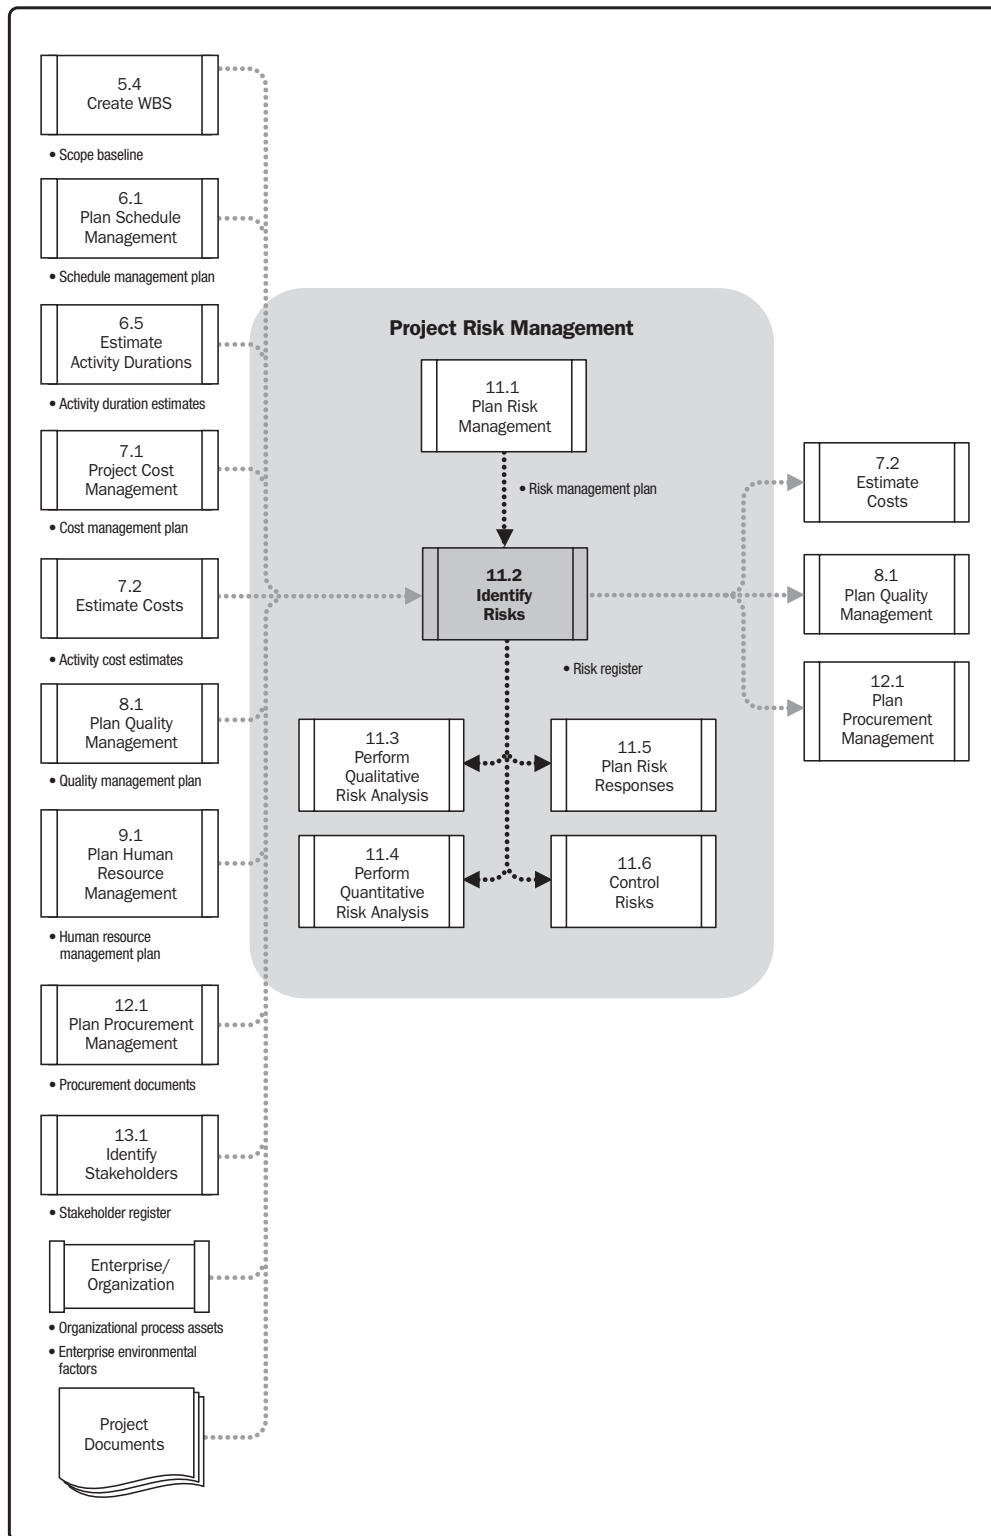 5.4
Create WBS
• Scope baseline
6.1
Plan Schedule
Management
• Schedule management plan
6.5
Estimate
Activity Durations
• Activity duration estimates
7.1
Project Cost
Management
• Cost management plan
7.2
Estimate Costs
• Activity cost estimates
8.1
Plan Quality
Management
• Quality management plan
9.1
Plan Human
Resource
Management
• Human resource
management plan
12.1
Plan Procurement
Management
• Procurement documents
13.1
Identify
Stakeholders
• Stakeholder register
Enterprise/
Organization
• Organizational process assets
• Enterprise environmental
factors
Project
Documents
Project Risk Management
11.1
Plan Risk
Management
• Risk management plan
11.2
Identify
Risks
• Risk register
11.3
Perform
Qualitative
Risk Analysis
11.5
Plan Risk
Responses
11.4
Perform
Quantitative
Risk Analysis
11.6
Control
Risks
7.2
Estimate
Costs
8.1
Plan Quality
Management
12.1
Plan
Procurement
Management